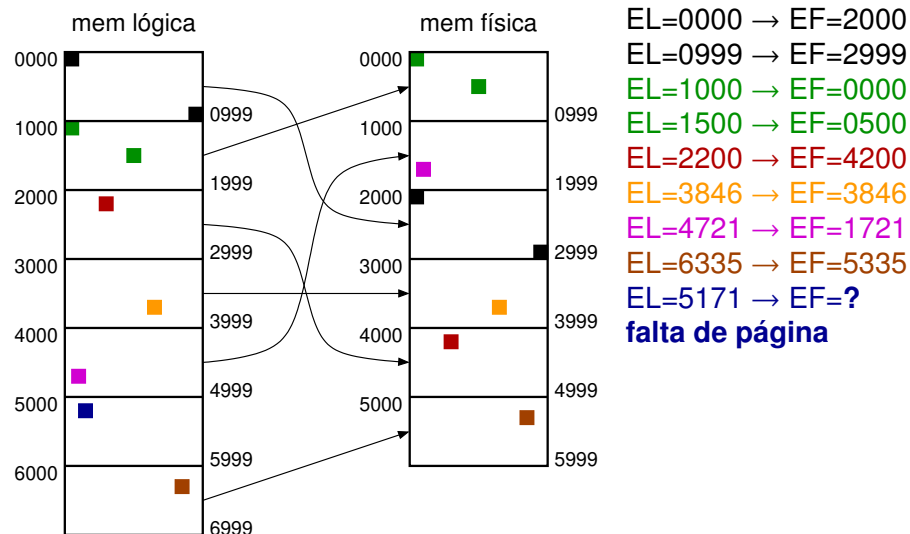 mem lógica
0000
0999
1000
1999
2000
2999
3000
3999
4000
4999
5000
5999
6000
6999
mem física
0000
0999
1000
1999
2000
2999
3000
3999
4000
4999
5000
5999
EL=0000 → EF=2000
EL=0999 → EF=2999
EL=1000 → EF=0000
EL=1500 → EF=0500
EL=2200 → EF=4200
EL=3846 → EF=3846
EL=4721 → EF=1721
EL=6335 → EF=5335
EL=5171 → EF=?
falta de página